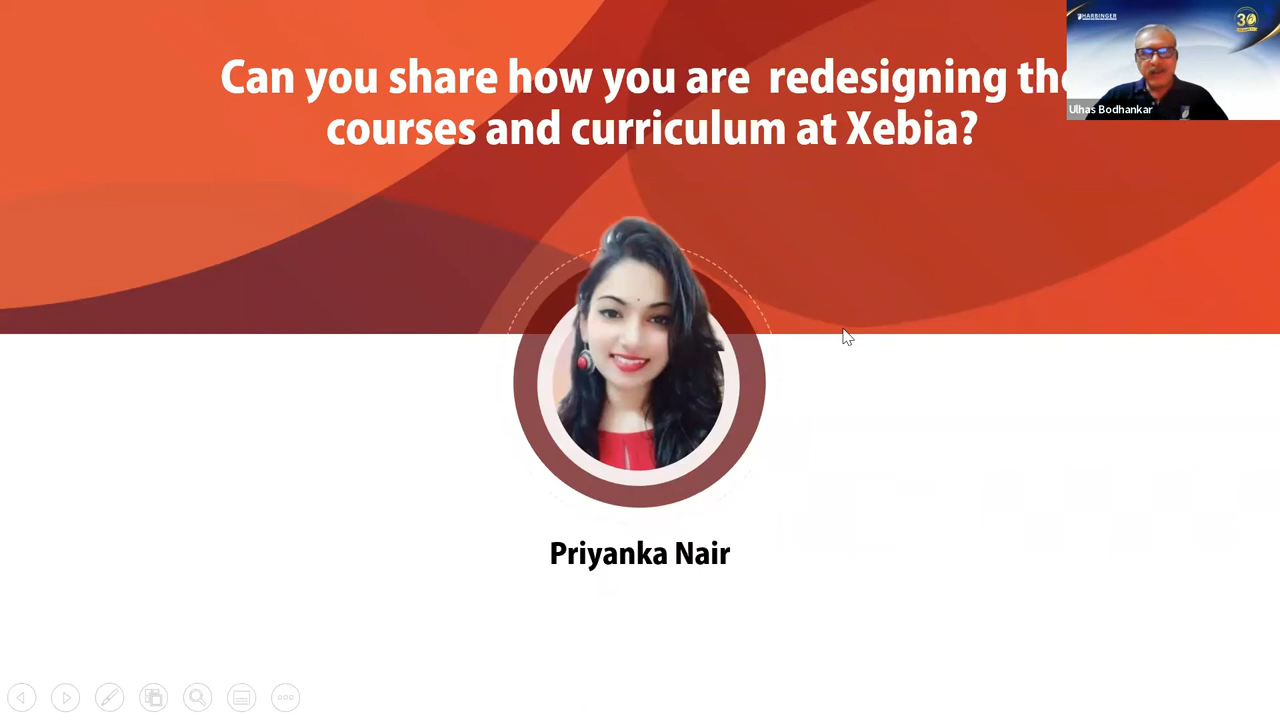 Can you share how you are redesigning the
courses and curriculum at Xebia?
HARBINGER
30
Ulhas Bodhankar
Priyanka Nair